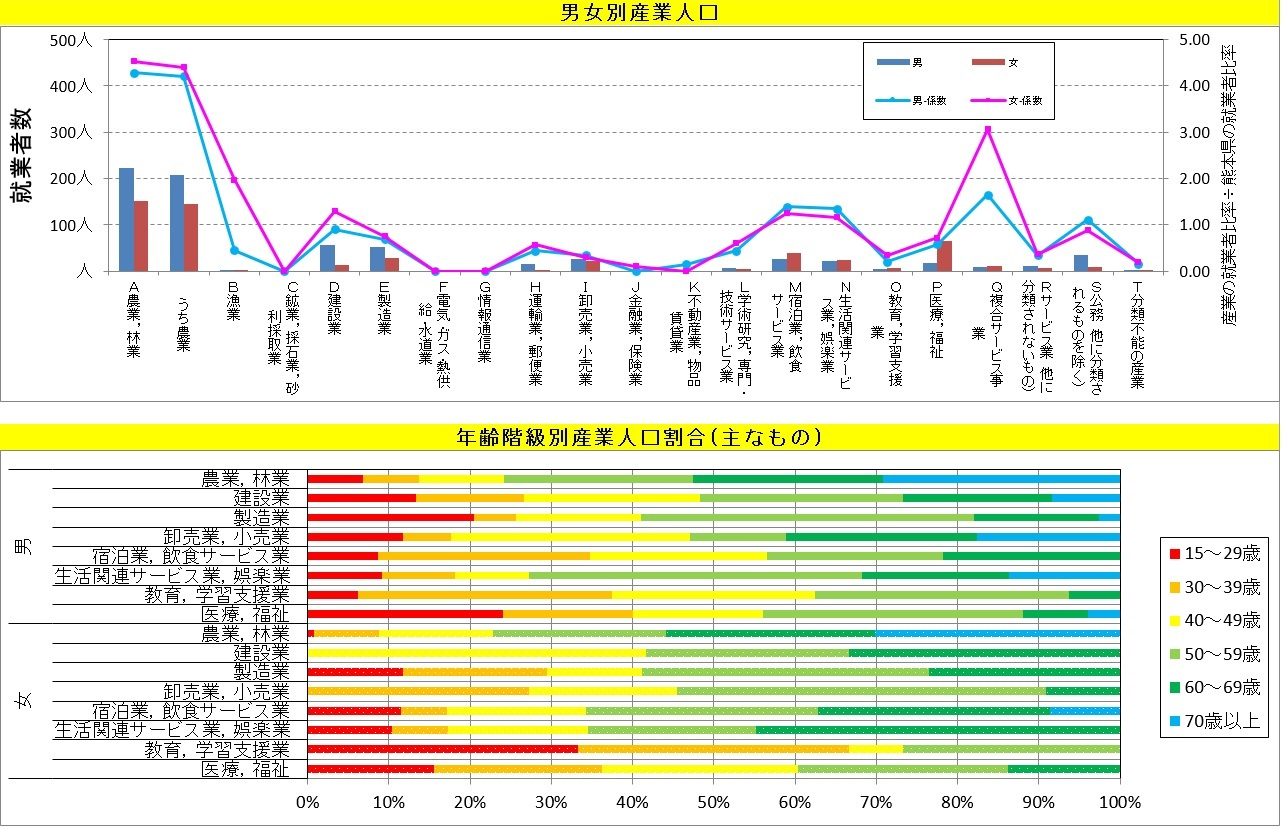 男女別産業人口
500人
400人
300人
200人
100人
人
就業者数
5.00
4.00
3.00
2.00
1.00
0.00
産業の就業者比率÷熊本県の就業者比率
男
女
男-係数
女-係数
A農業，林業
うち農業
B漁業
C鉱業，採石業，砂
利採取業
D建設業
E製造業
F電気・ガス・熱供
給・水道業
G情報通信業
H運輸業，郵便業
I卸売業，小売業
J金融業，保険業
K不動産業，物品
賃貸業
L学術研究，専門・
技術サービス業
M宿泊業，飲食
サービス業
N生活関連サービ
ス業，娯楽業
O教育，学習支援
業
P医療，福祉
Q複合サービス事
業
Rサービス業（他に
分類されないもの）
S公務（他に分類さ
れるものを除く）
T分類不能の産業
年齢階級別産業人口割合（主なもの）
男
農業，林業
建設業
製造業
卸売業，小売業
宿泊業，飲食サービス業
生活関連サービス業，娯楽業
教育，学習支援業
医療，福祉
女
農業，林業
建設業
製造業
卸売業，小売業
宿泊業，飲食サービス業
生活関連サービス業，娯楽業
教育，学習支援業
医療，福祉
0%
10%
20%
30%
40%
50%
60%
70%
80%
90%
100%
15～29歳
30～39歳
40～49歳
50～59歳
60～69歳
70歳以上